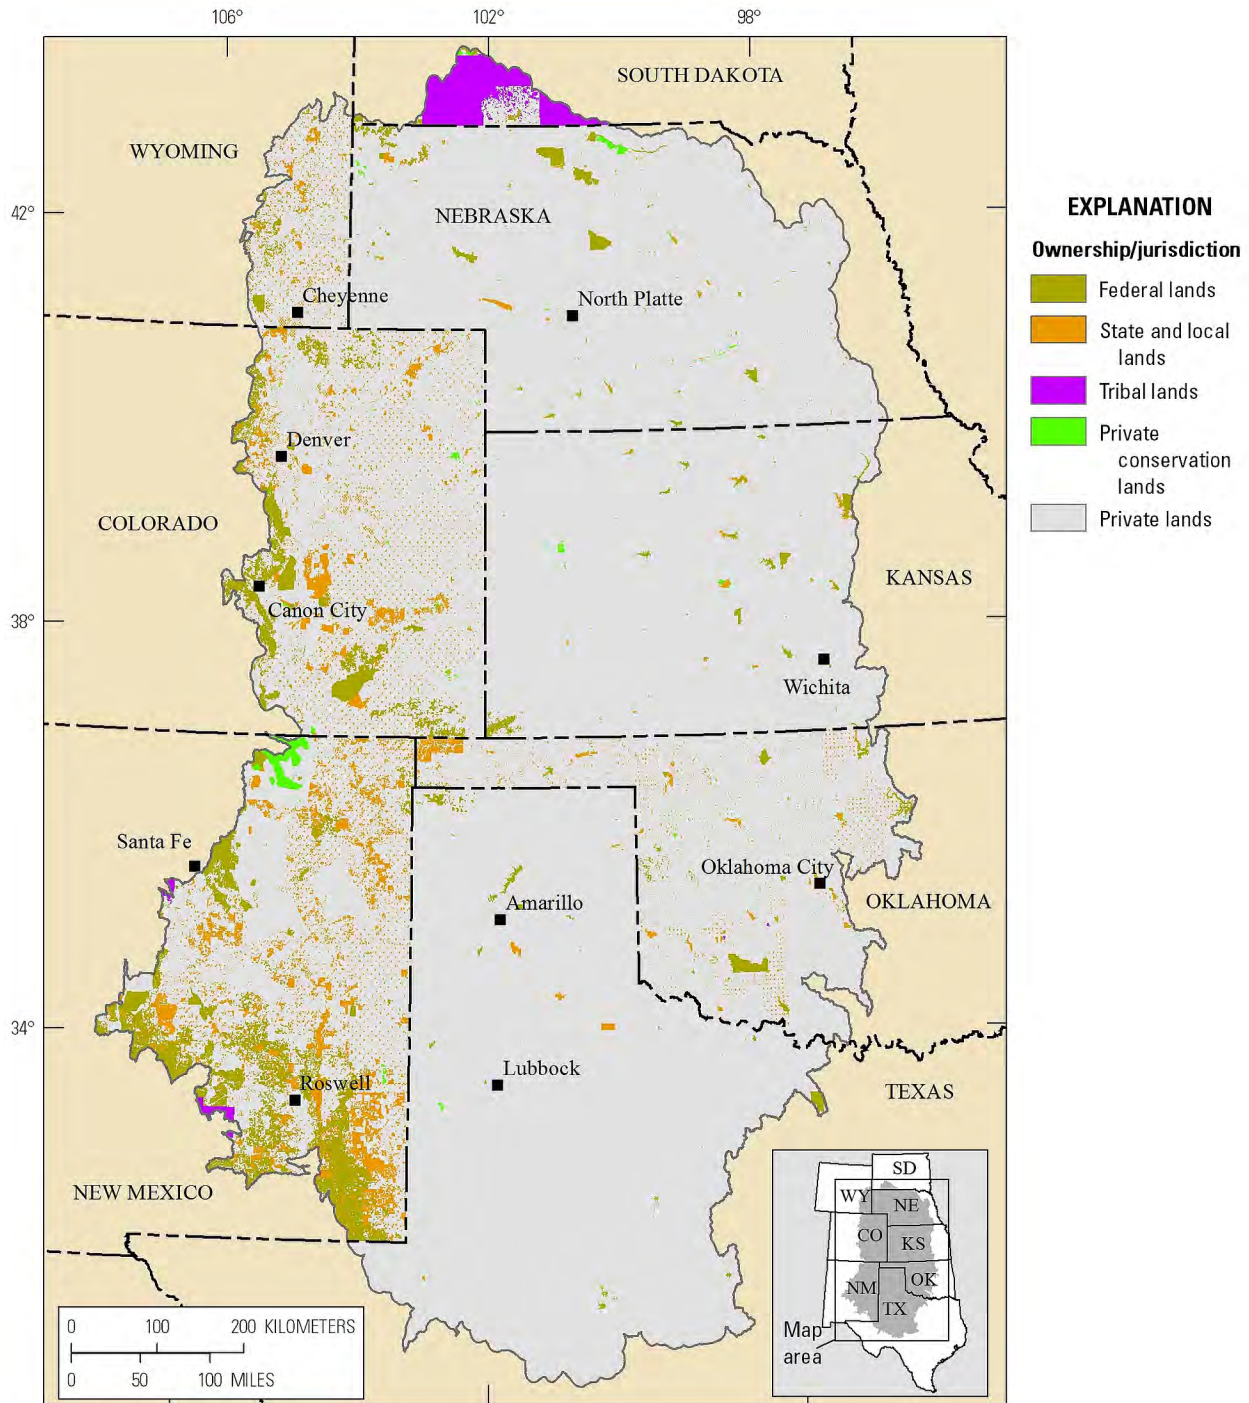 106°
102°
98°
SOUTH DAKOTA
WYOMING
42°
NEBRASKA
Cheyenne
North Platte
Denver
COLORADO
Canon City
38°
KANSAS
Wichita
Santa Fe
Oklahoma City
OKLAHOMA
Amarillo
34°
Lubbock
Roswell
TEXAS
NEW MEXICO
EXPLANATION
Ownership/jurisdiction
Federal lands
State and local
lands
Tribal lands
Private
conservation
lands
Private lands
0 100 200 KILOMETERS
0 50 100 MILES
SD
WY
NE
CO
KS
NM
OK
TX
Map
area